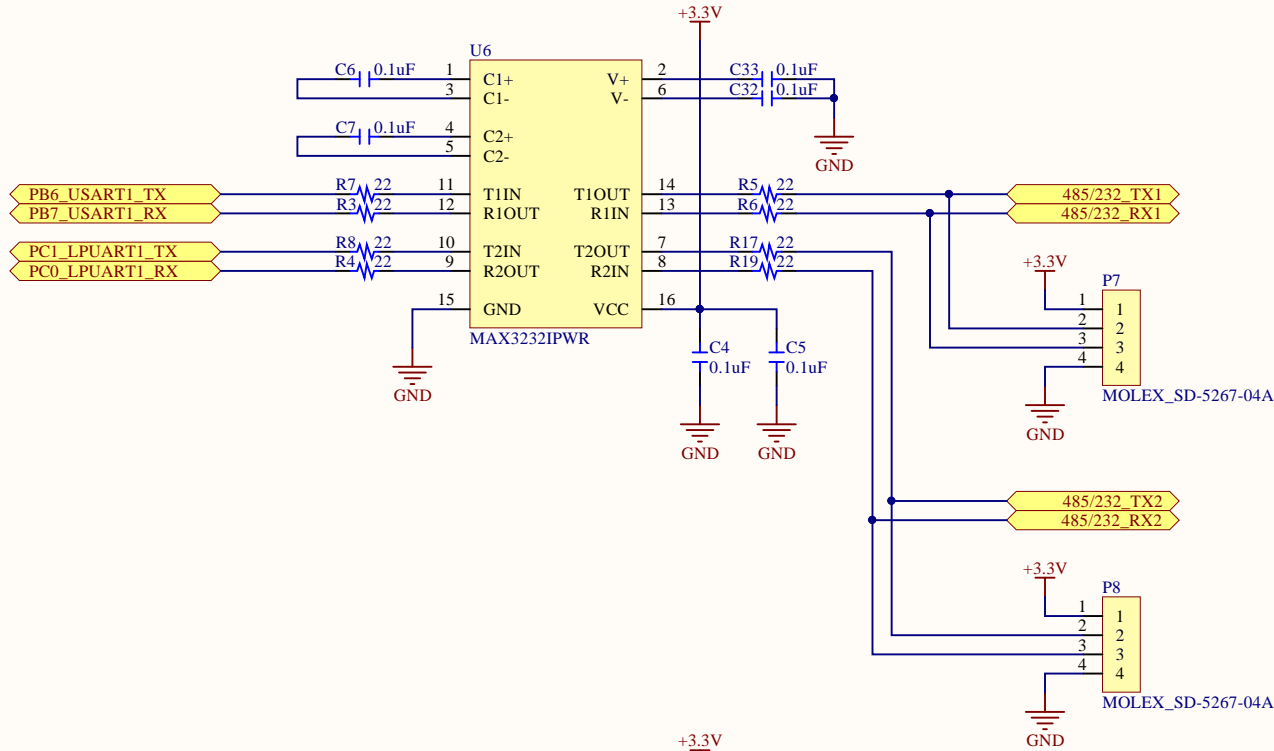 +3.3V
U6
C6 0.1uF 1 C1+ V+ 2 C33 0.1uF
3 C1- V- 6 C32 0.1uF
C7 0.1uF 4 C2+
5 C2-
GND
PB6_USART1_TX R7 22 11 T1IN T1OUT 14 R5 22 485/232_TX1
PB7_USART1_RX R3 22 12 R1OUT R1IN 13 R6 22 485/232_RX1
PC1_LPUART1_TX R8 22 10 T2IN T2OUT 7 R17 22
PC0_LPUART1_RX R4 22 9 R2OUT R2IN 8 R19 22
15 GND VCC 16
MAX3232IPWR
GND
C4 0.1uF
C5 0.1uF
GND
GND
+3.3V
P7
1 1
2 2
3 3
4 4
MOLEX_SD-5267-04A
GND
485/232_TX2
485/232_RX2
+3.3V
P8
1 1
2 2
3 3
4 4
MOLEX_SD-5267-04A
GND
+3.3V